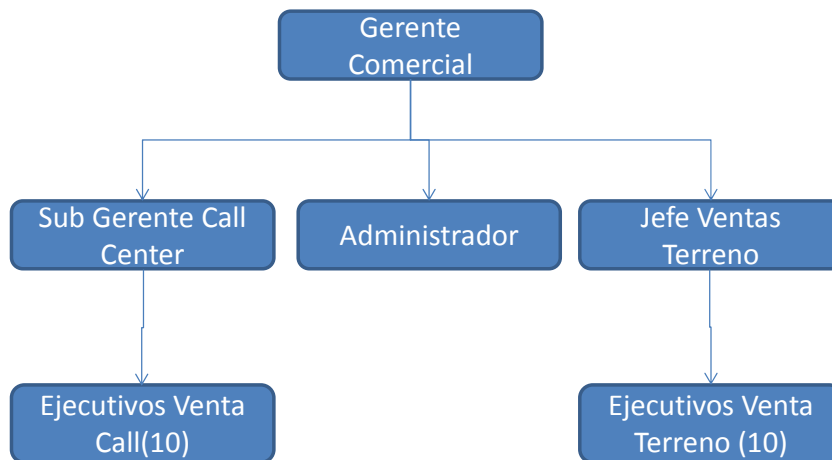 Gerente
Comercial
Sub Gerente Call
Center
Administrador
Jefe Ventas
Terreno
Ejecutivos Venta
Call(10)
Ejecutivos Venta
Terreno (10)